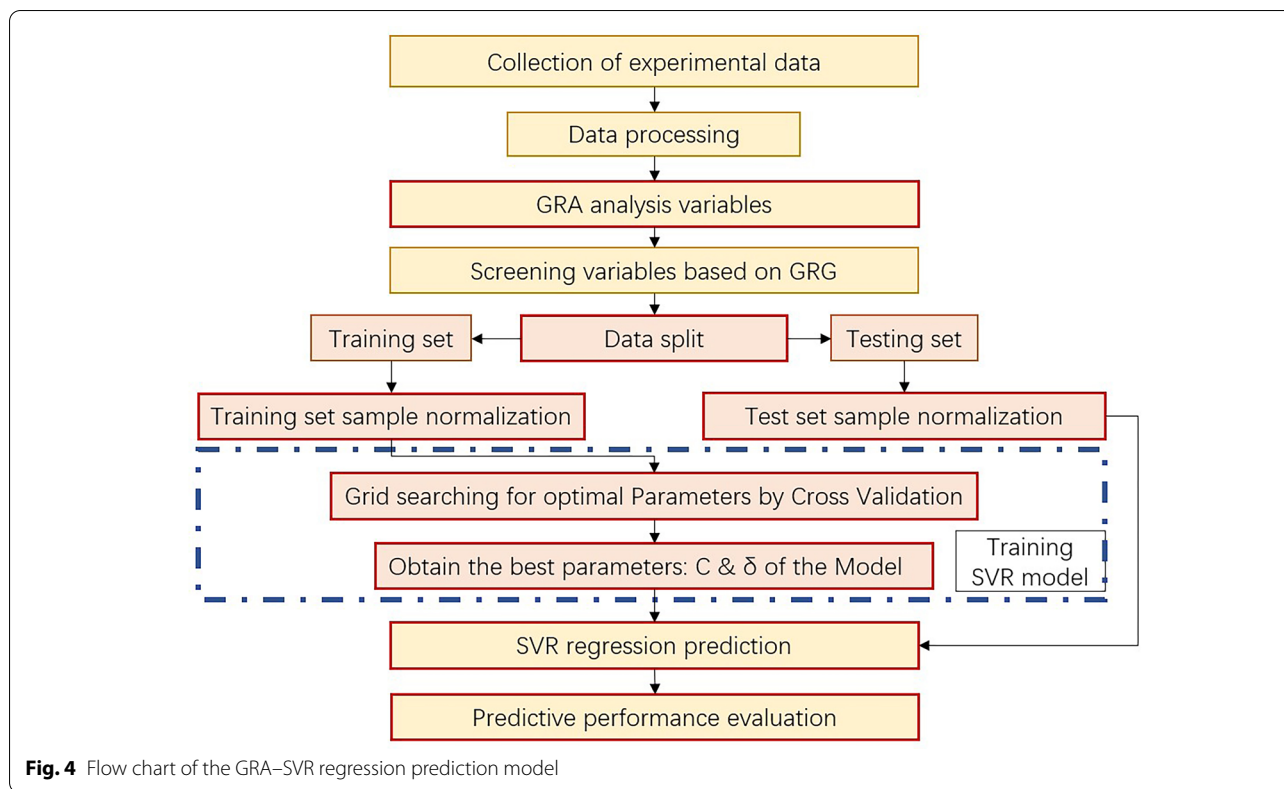 Collection of experimental data
Data processing
GRA analysis variables
Screening variables based on GRG
Training set
Data split
Testing set
Training set sample normalization
Test set sample normalization
Grid searching for optimal Parameters by Cross Validation
Obtain the best parameters: C & δ of the Model
Training
SVR model
SVR regression prediction
Predictive performance evaluation
Fig. 4 Flow chart of the GRA–SVR regression prediction model